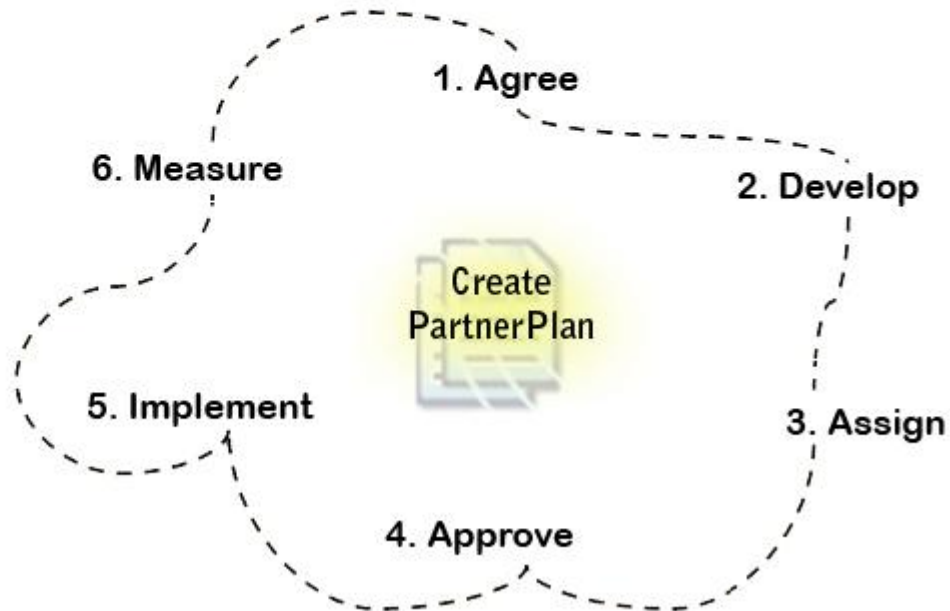 1. Agree
2. Develop
3. Assign
4. Approve
5. Implement
6. Measure
Create
PartnerPlan